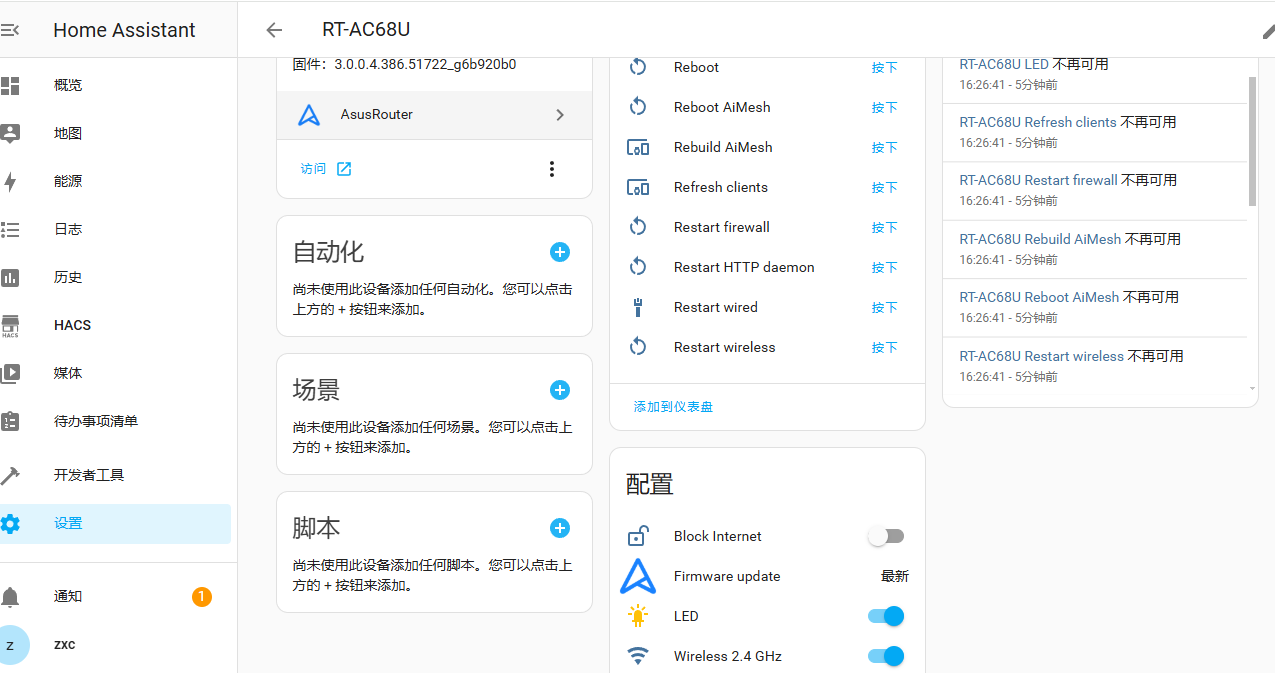 Home Assistant
RT-AC68U
概览
地图
能源
日志
历史
HACS
HACS
媒体
待办事项清单
开发者工具
设置
通知
1
z
zxc
固件：3.0.0.4.386.51722_g6b920b0
AsusRouter
访问
自动化
尚未使用此设备添加任何自动化。您可以点击
上方的 + 按钮来添加。
场景
尚未使用此设备添加任何场景。您可以点击上
方的 + 按钮来添加。
脚本
尚未使用此设备添加任何脚本。您可以点击上
方的 + 按钮来添加。
Reboot 按下
Reboot AiMesh 按下
Rebuild AiMesh 按下
Refresh clients 按下
Restart firewall 按下
Restart HTTP daemon 按下
Restart wired 按下
Restart wireless 按下
添加到仪表盘
配置
Block Internet
Firmware update 最新
LED
Wireless 2.4 GHz
RT-AC68U LED 不再可用
16:26:41 - 5分钟前
RT-AC68U Refresh clients 不再可用
16:26:41 - 5分钟前
RT-AC68U Restart firewall 不再可用
16:26:41 - 5分钟前
RT-AC68U Rebuild AiMesh 不再可用
16:26:41 - 5分钟前
RT-AC68U Reboot AiMesh 不再可用
16:26:41 - 5分钟前
RT-AC68U Restart wireless 不再可用
16:26:41 - 5分钟前